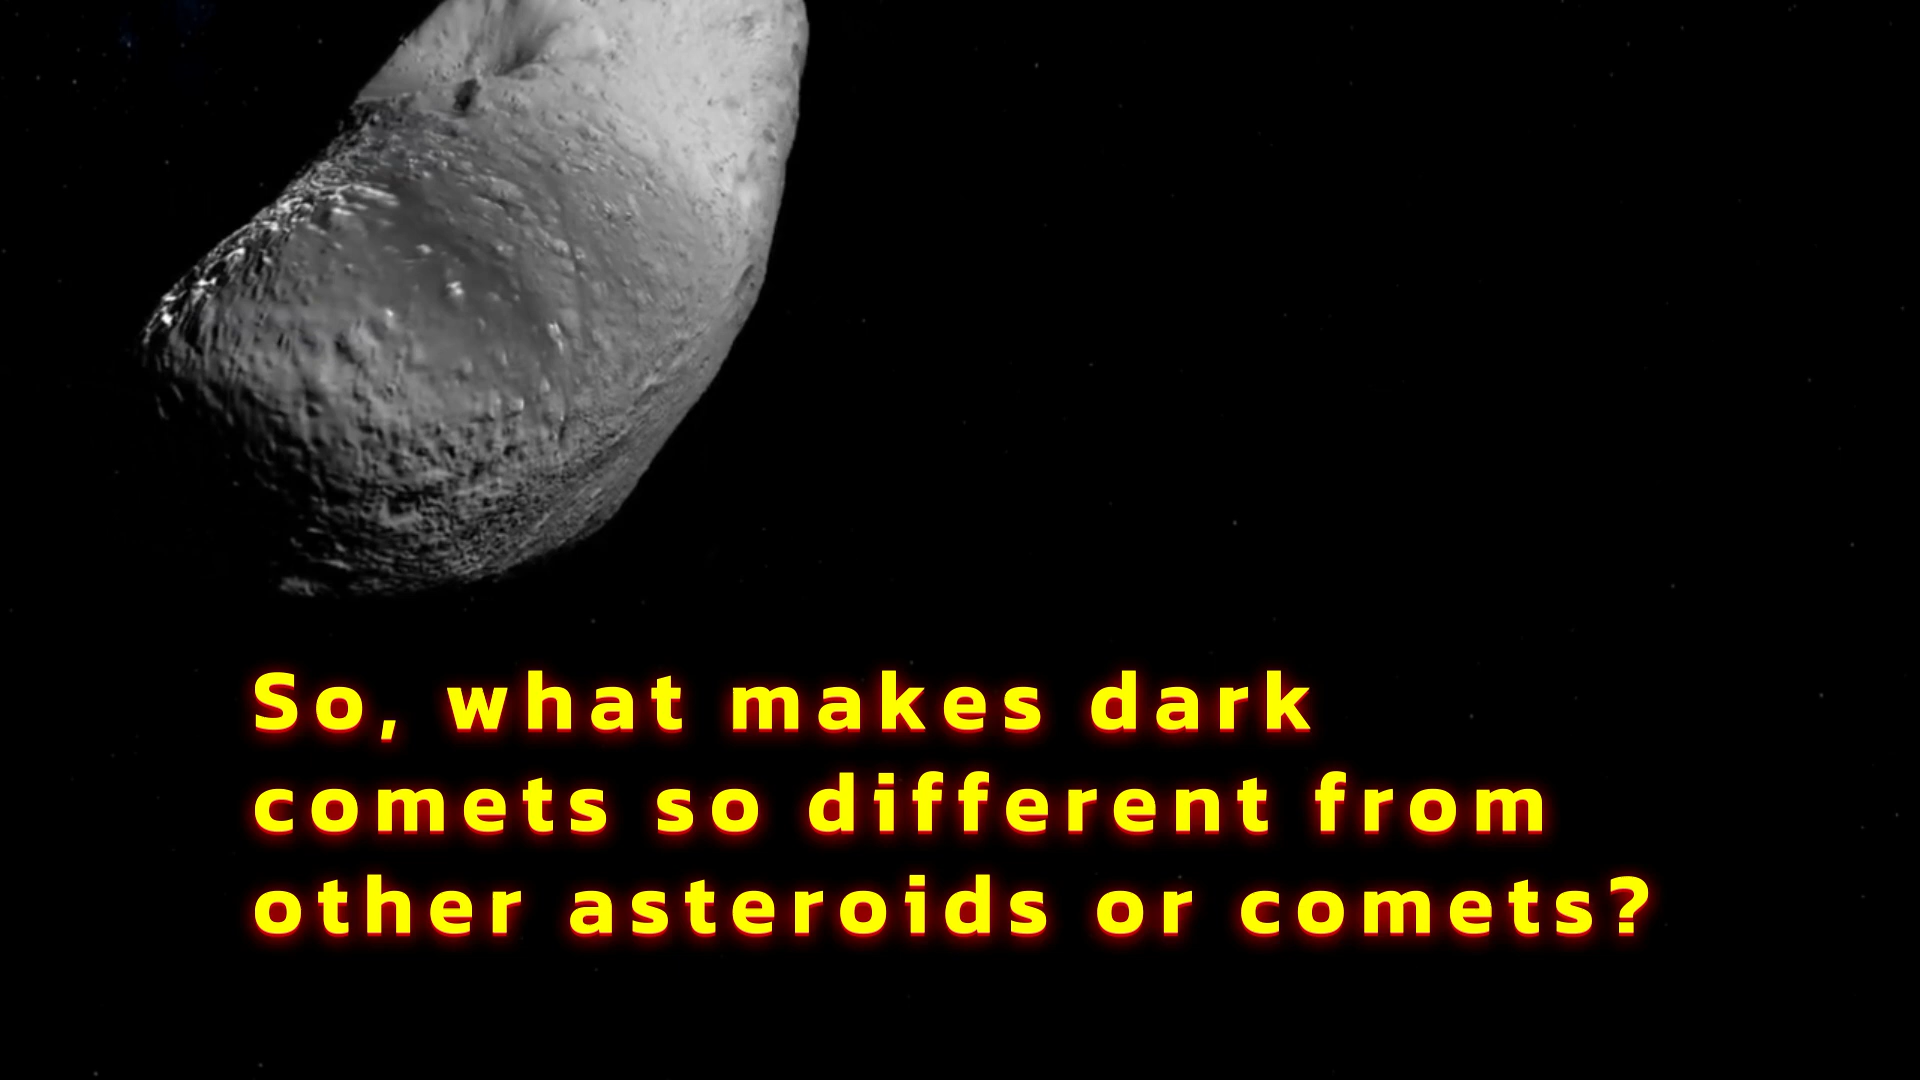 So, what makes dark
comets so different from
other asteroids or comets?